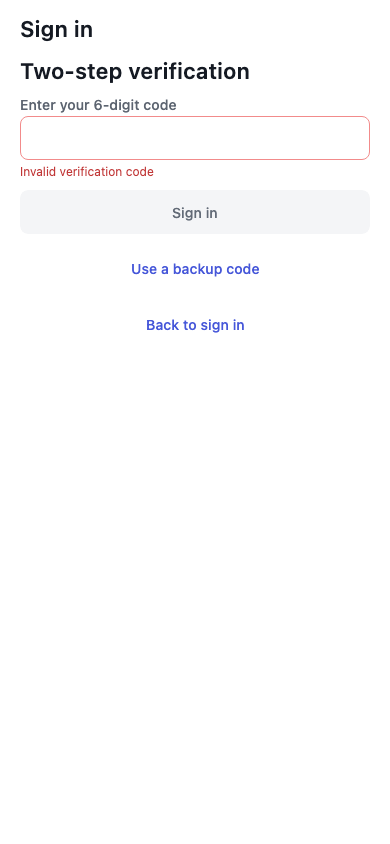 Sign in
Two-step verification
Enter your 6-digit code
Invalid verification code
Sign in
Use a backup code
Back to sign in